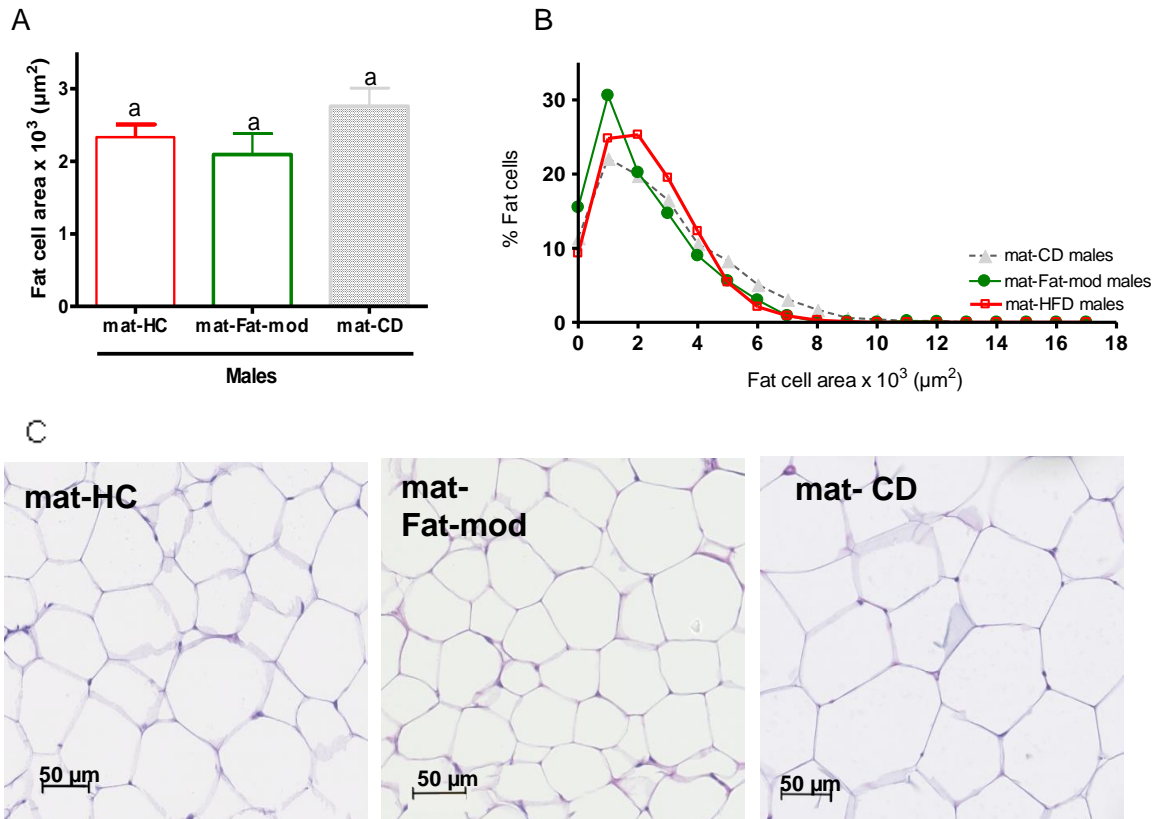 A
Fat cell area x 10³ (µm²)
3
2
1
0
a
a
a
mat-HC
mat-Fat-mod
mat-CD
Males
B
% Fat cells
30
20
10
0
0
2
4
6
8
10
12
14
16
18
Fat cell area x 10³ (µm²)
mat-CD males
mat-Fat-mod males
mat-HFD males
C
mat-HC
50 µm
mat-
Fat-mod
50 µm
mat- CD
50 µm